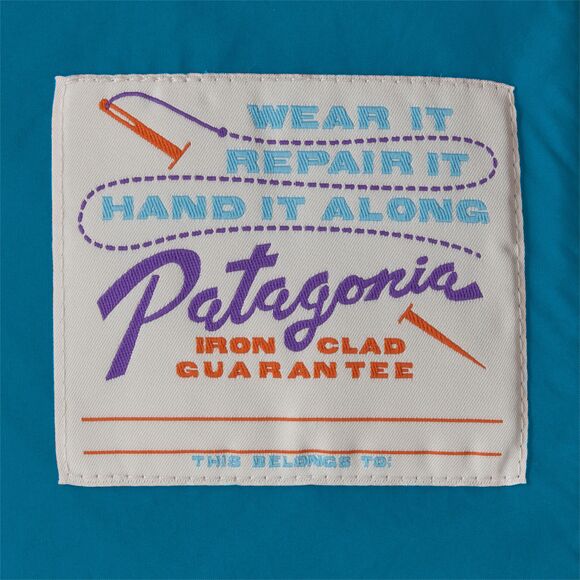 WEAR IT
REPAIR IT
HAND IT ALONG
Patagonia
IRON CLAD
GUARANTEE
THIS BELONGS TO: